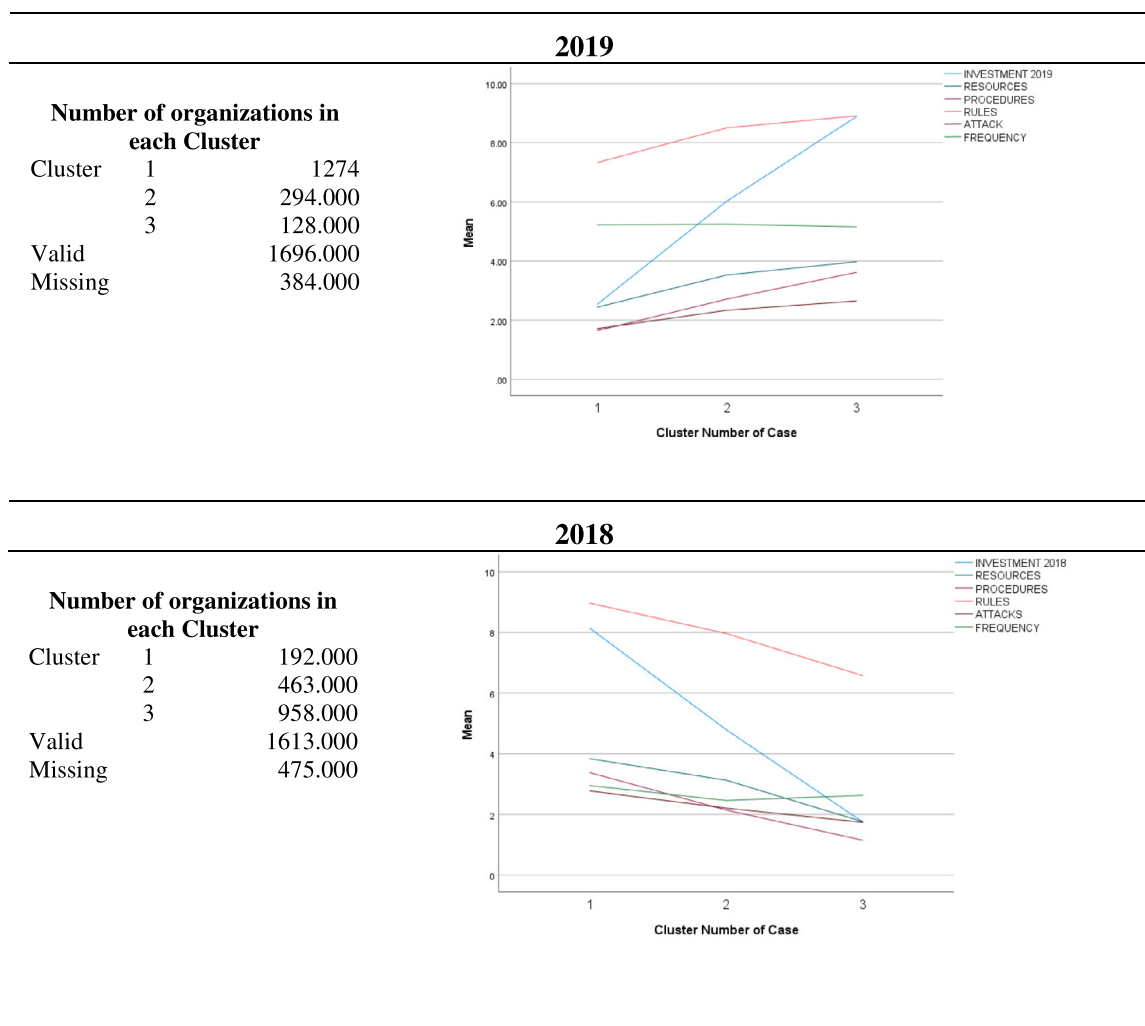 2019
Number of organizations in
each Cluster
Cluster 1 1274
2 294.000
3 128.000
Valid 1696.000
Missing 384.000
10.00
8.00
6.00
4.00
2.00
.00
Mean
1 2 3
Cluster Number of Case
INVESTMENT 2019
RESOURCES
PROCEDURES
RULES
ATTACK
FREQUENCY
2018
Number of organizations in
each Cluster
Cluster 1 192.000
2 463.000
3 958.000
Valid 1613.000
Missing 475.000
10
8
6
4
2
0
Mean
1 2 3
Cluster Number of Case
INVESTMENT 2018
RESOURCES
PROCEDURES
RULES
ATTACKS
FREQUENCY